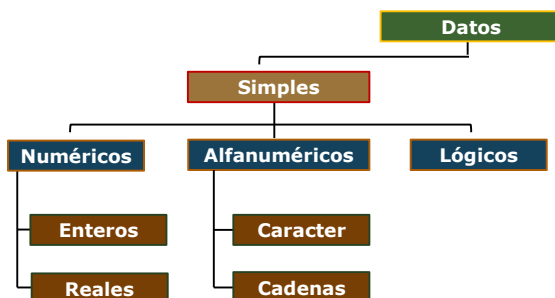 Datos
Simples
Numéricos
Alfanuméricos
Lógicos
Enteros
Caracter
Reales
Cadenas